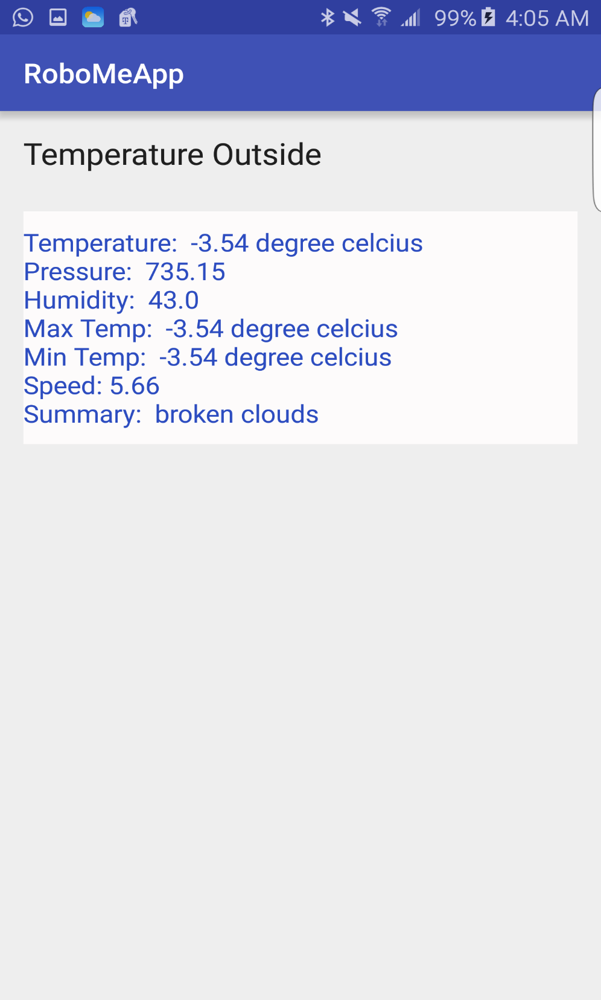 99% 4:05 AM
RoboMeApp
Temperature Outside
Temperature:  -3.54 degree celcius
Pressure:  735.15
Humidity:  43.0
Max Temp:  -3.54 degree celcius
Min Temp:  -3.54 degree celcius
Speed: 5.66
Summary:  broken clouds